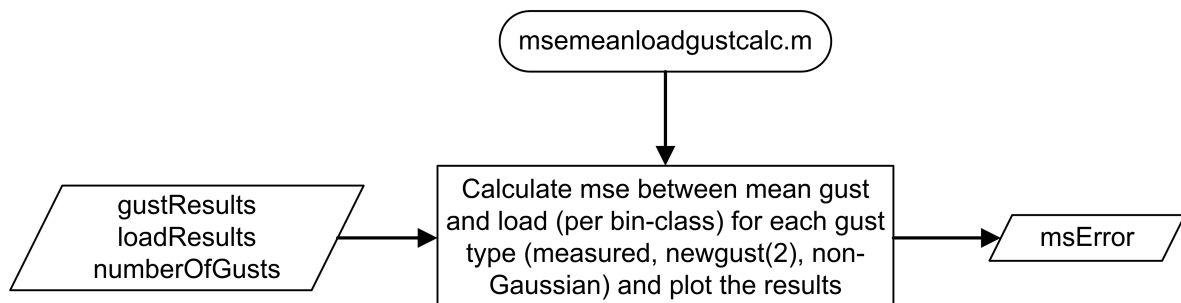 msemeanloadgustcalc.m
gustResults
loadResults
numberOfGusts
Calculate mse between mean gust
and load (per bin-class) for each gust
type (measured, newgust(2), non-
Gaussian) and plot the results
msError